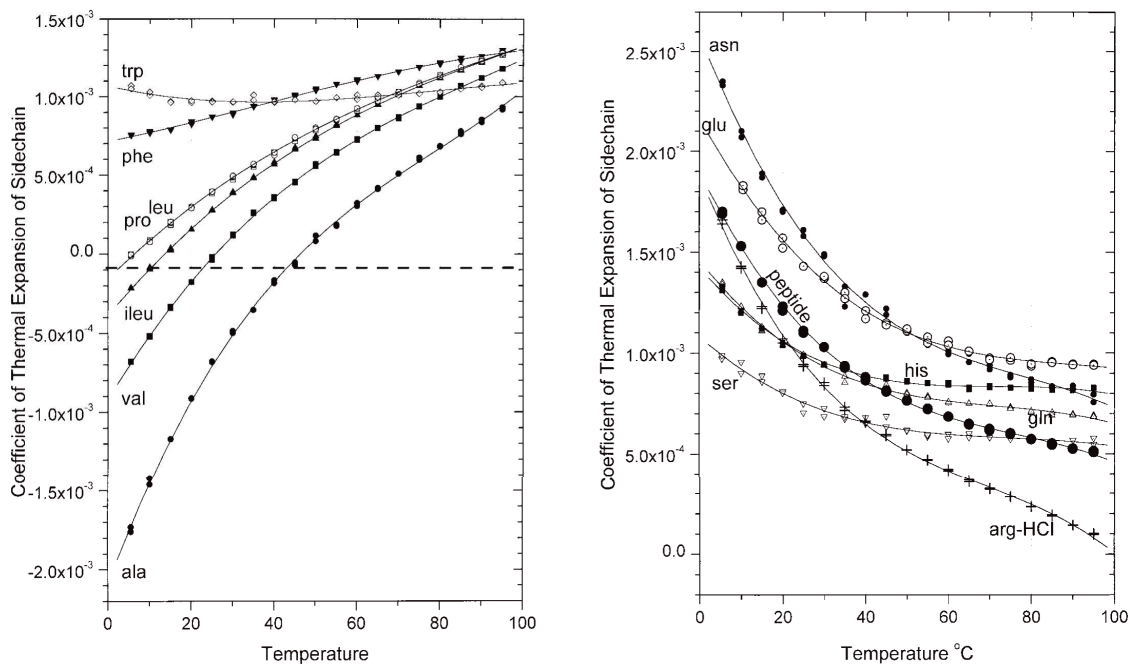 Coefficient of Thermal Expansion of Sidechain
1.5x10⁻³
1.0x10⁻³
5.0x10⁻⁴
0.0
-5.0x10⁻⁴
-1.0x10⁻³
-1.5x10⁻³
-2.0x10⁻³
trp
phe
leu
pro
ileu
val
ala
0 20 40 60 80 100
Temperature
Coefficient of Thermal Expansion of Sidechain
2.5x10⁻³
2.0x10⁻³
1.5x10⁻³
1.0x10⁻³
5.0x10⁻⁴
0.0
asn
glu
peptide
his
ser
gln
arg-HCl
0 20 40 60 80 100
Temperature °C